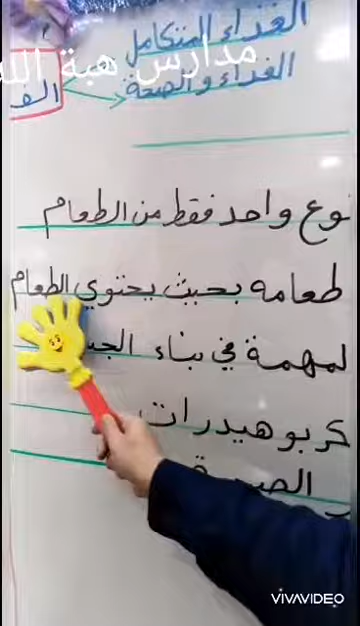 الغذاء المتكامل
مدارس هبة الله
الغذاء والصحة
نوع واحد فقط من الطعام
طعامه بحيث يحتوي الطعام
لمهمة في بناء
كربوهيدرات
VIVAVIDEO